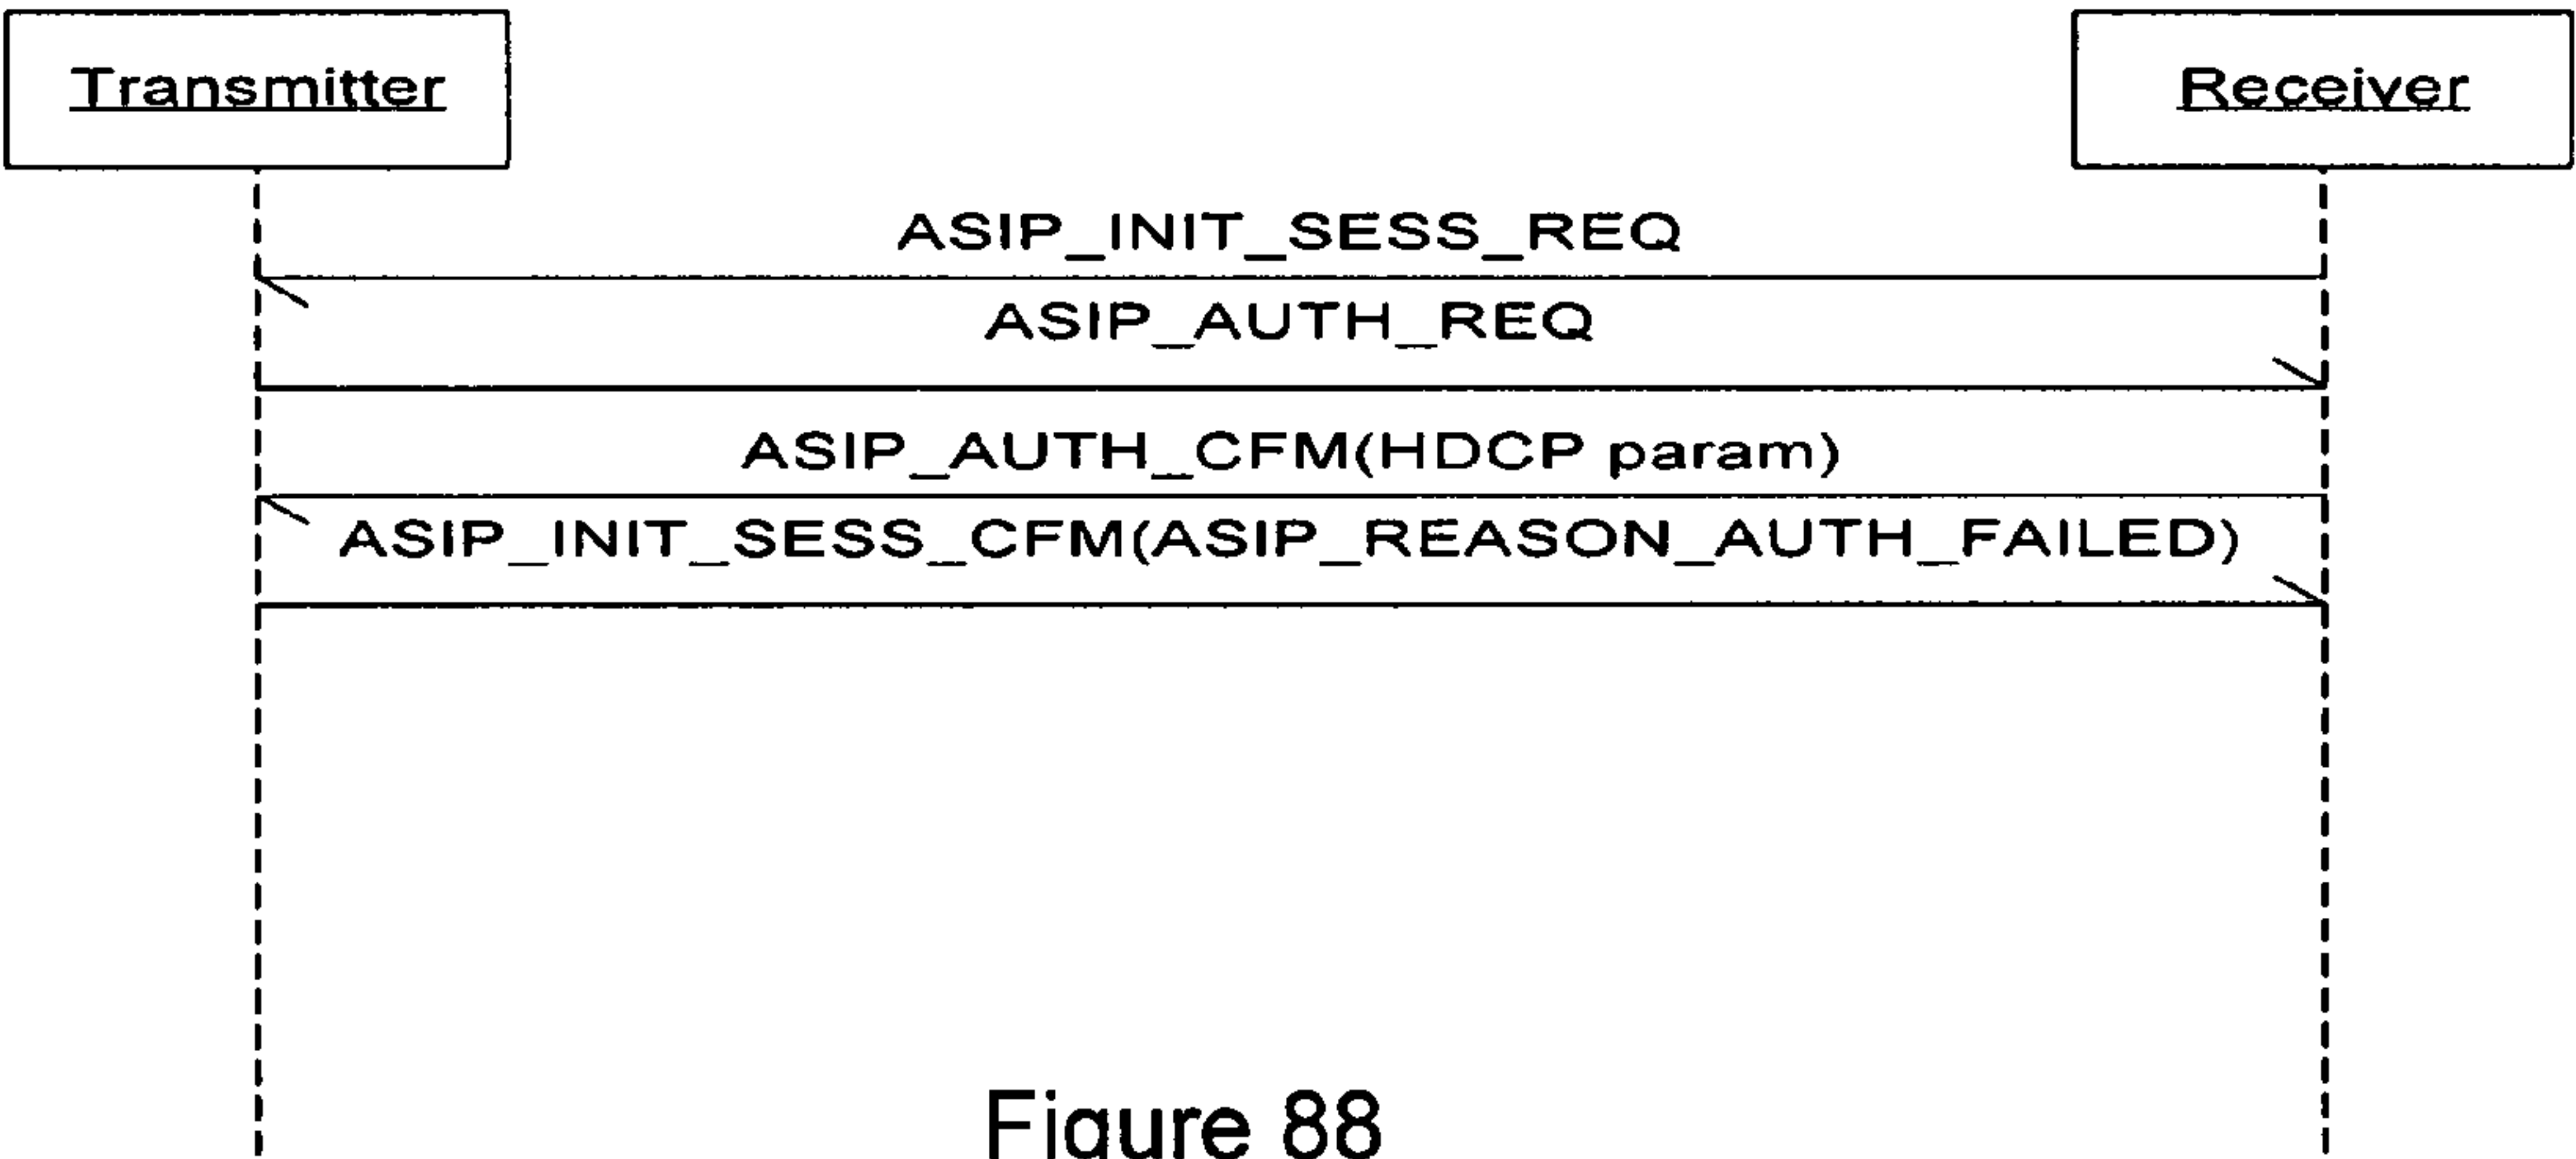 Transmitter
Receiver
ASIP_INIT_SESS_REQ
ASIP_AUTH_REQ
ASIP_AUTH_CFM(HDCP param)
ASIP_INIT_SESS_CFM(ASIP_REASON_AUTH_FAILED)
Figure 88